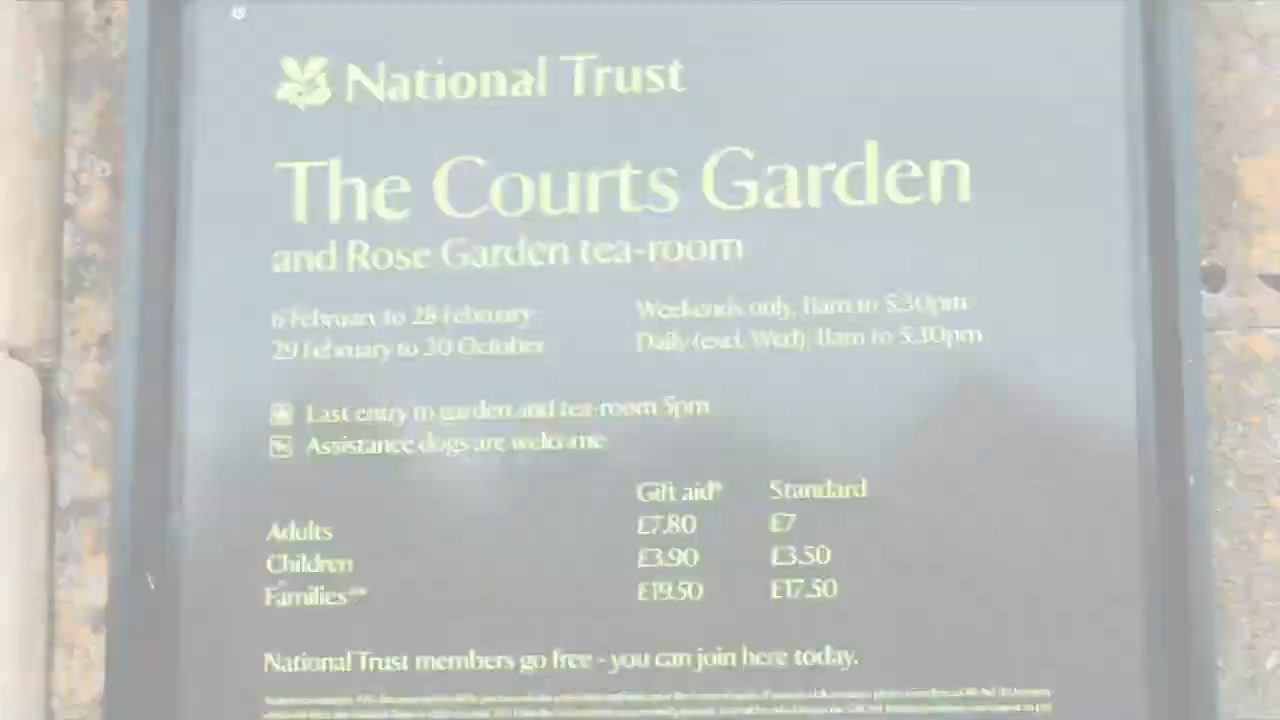 National Trust
The Courts Garden
and Rose Garden tea-room
6 February to 28 February Weekends only, 11am to 5.30pm
29 February to 30 October Daily (excl. Wed), 11am to 5.30pm
Last entry to garden and tea-room 5pm
Assistance dogs are welcome
Gift aid* Standard
Adults £7.80 £7
Children £3.90 £3.50
Families** £19.50 £17.50
National Trust members go free - you can join here today.